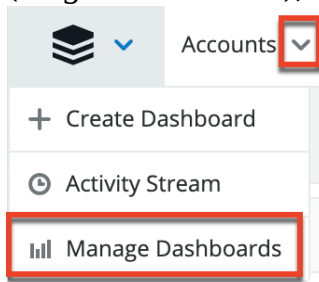 Accounts
Create Dashboard
Activity Stream
Manage Dashboards